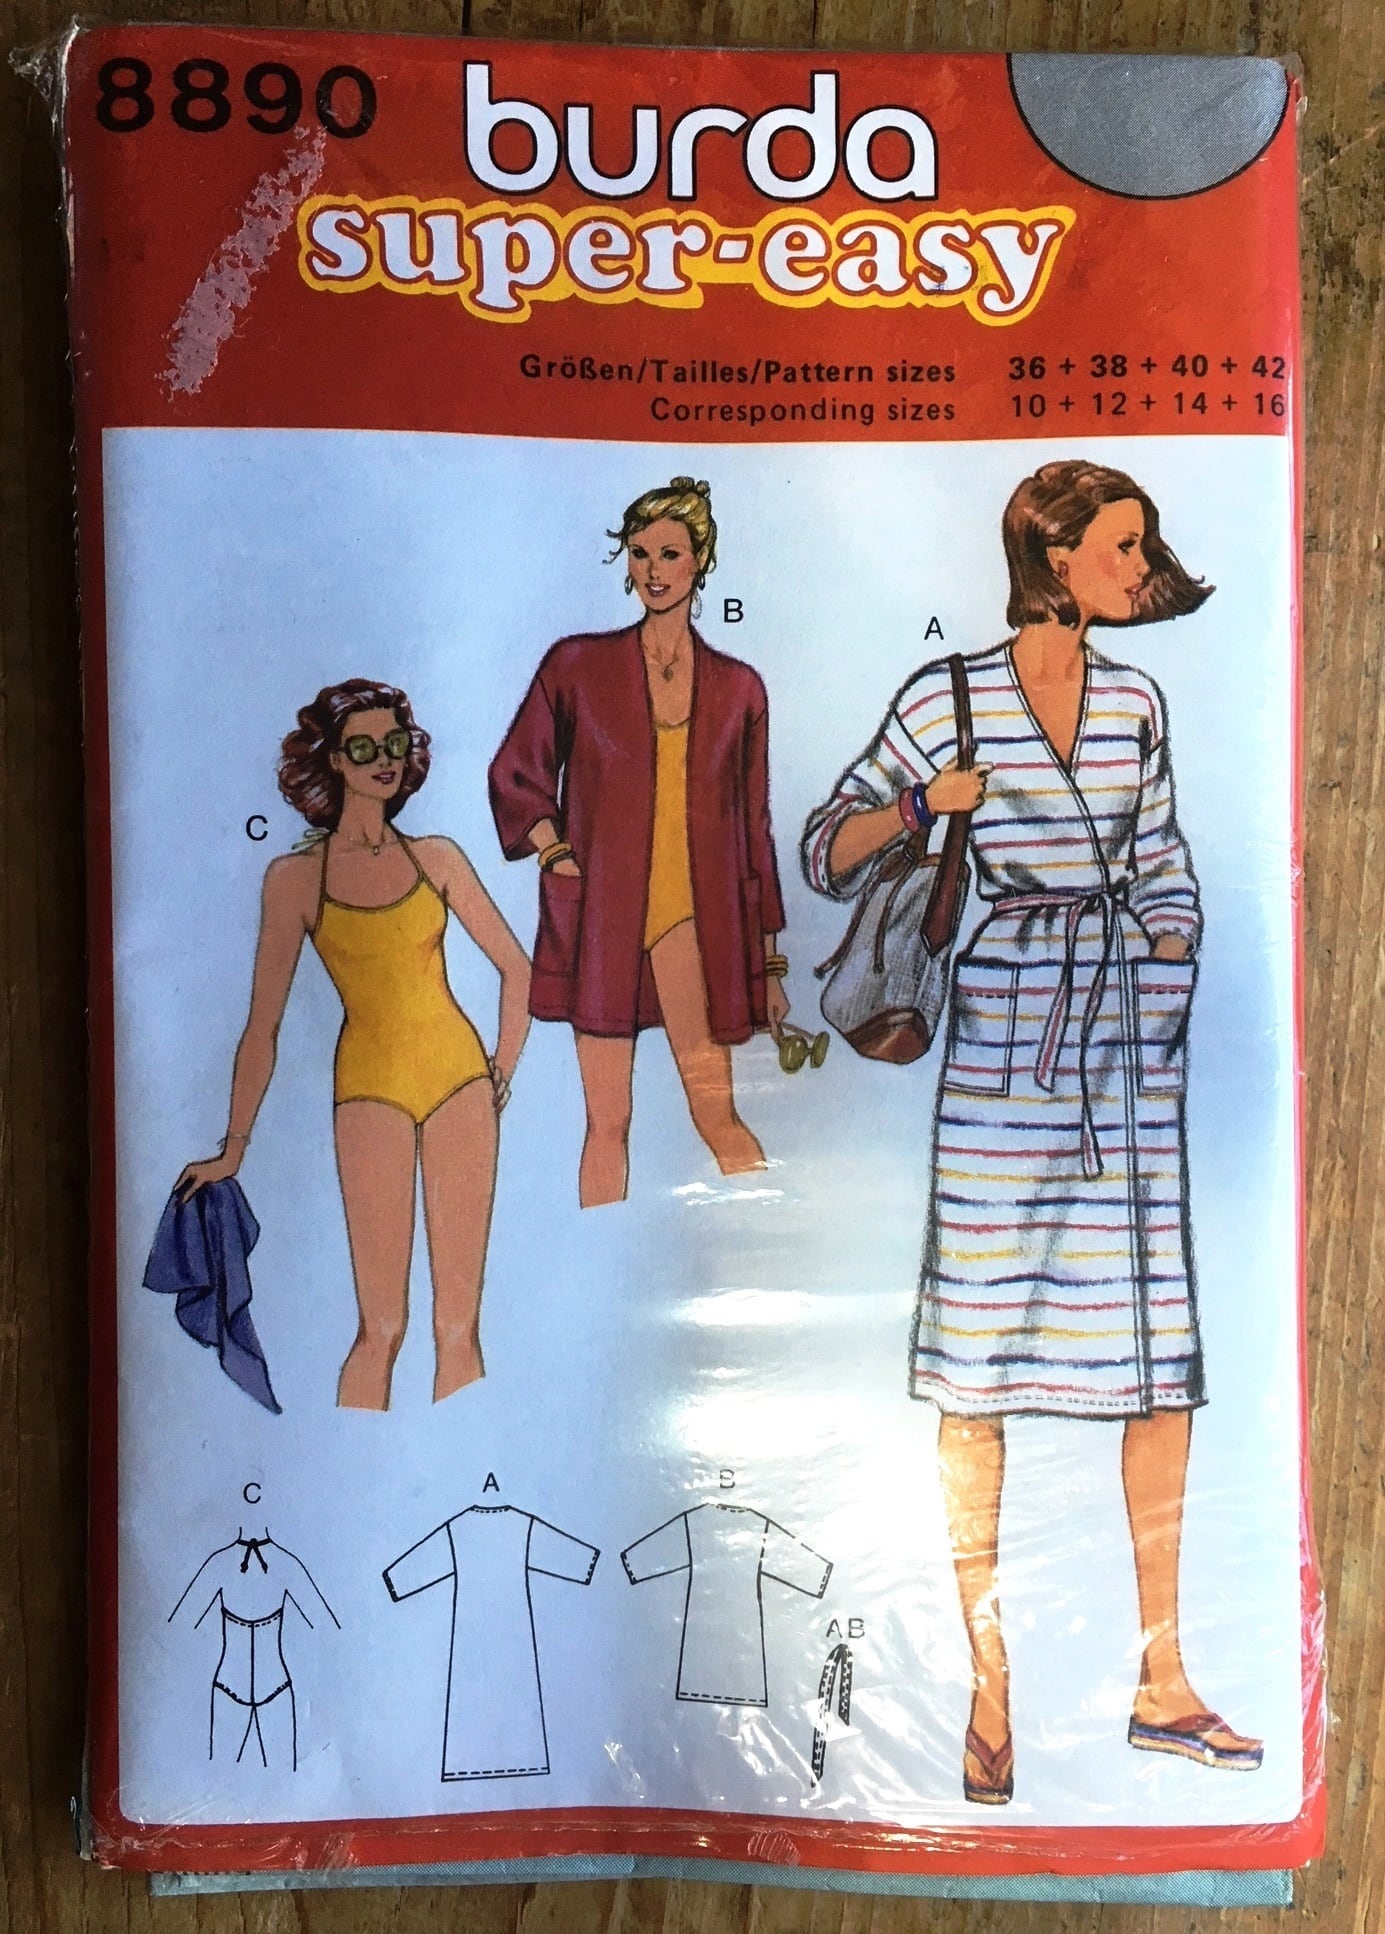 8890
burda
super-easy
Größen/Tailles/Pattern sizes 36 + 38 + 40 + 42
Corresponding sizes 10 + 12 + 14 + 16
B
A
C
C
A
B
AB